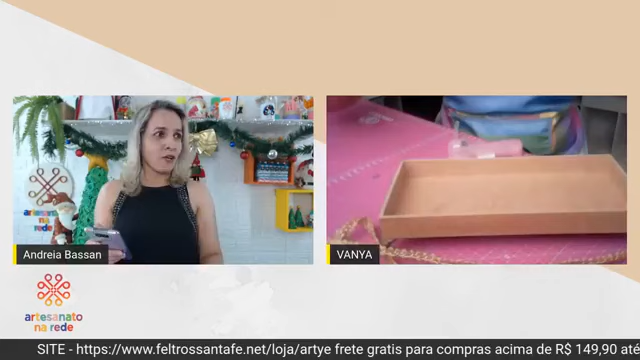 artesanato
na
rede
Andreia Bassan
VANYA
artesanato
na rede
SITE - https://www.feltrossantafe.net/loja/artye frete gratis para compras acima de R$ 149,90 até